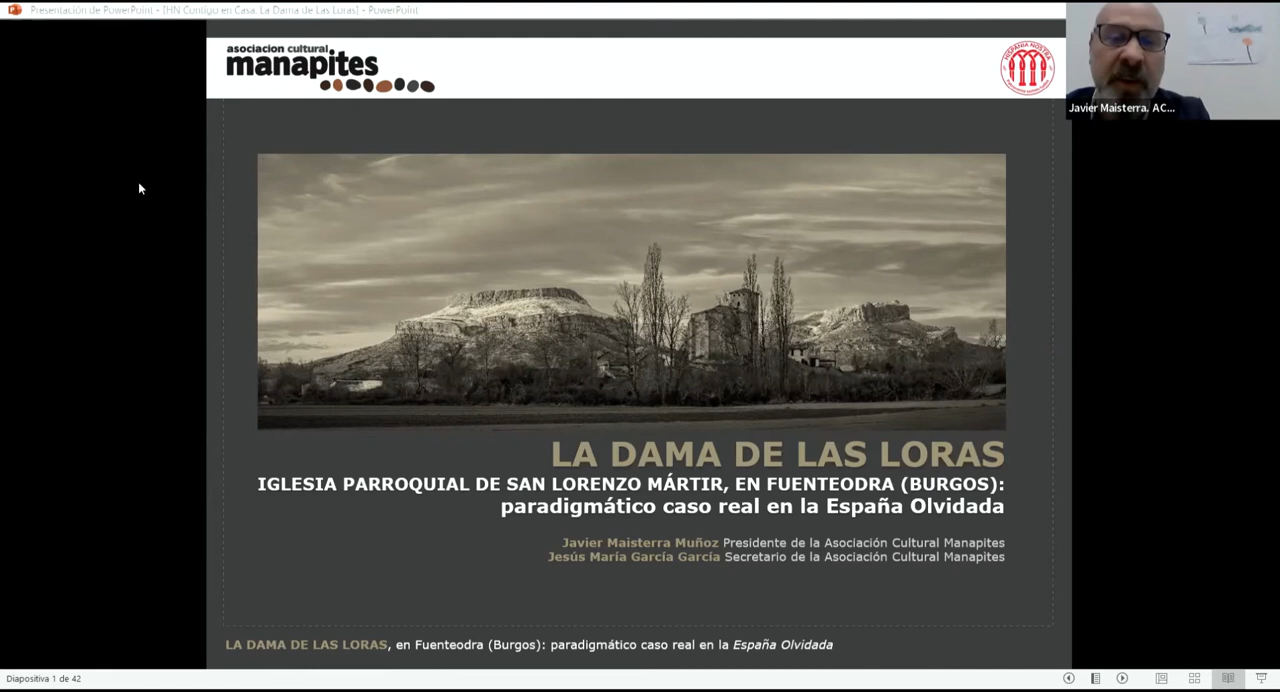 Presentación de PowerPoint - [HN Contigo en Casa. La Dama de Las Loras] - PowerPoint
asociacion cultural
manapites
HISPANIA NOSTRA
Javier Maisterra. AC...
LA DAMA DE LAS LORAS
IGLESIA PARROQUIAL DE SAN LORENZO MÁRTIR, EN FUENTEODRA (BURGOS):
paradigmático caso real en la España Olvidada
Javier Maisterra Muñoz Presidente de la Asociación Cultural Manapites
Jesús María García García Secretario de la Asociación Cultural Manapites
LA DAMA DE LAS LORAS, en Fuenteodra (Burgos): paradigmático caso real en la España Olvidada
Diapositiva 1 de 42